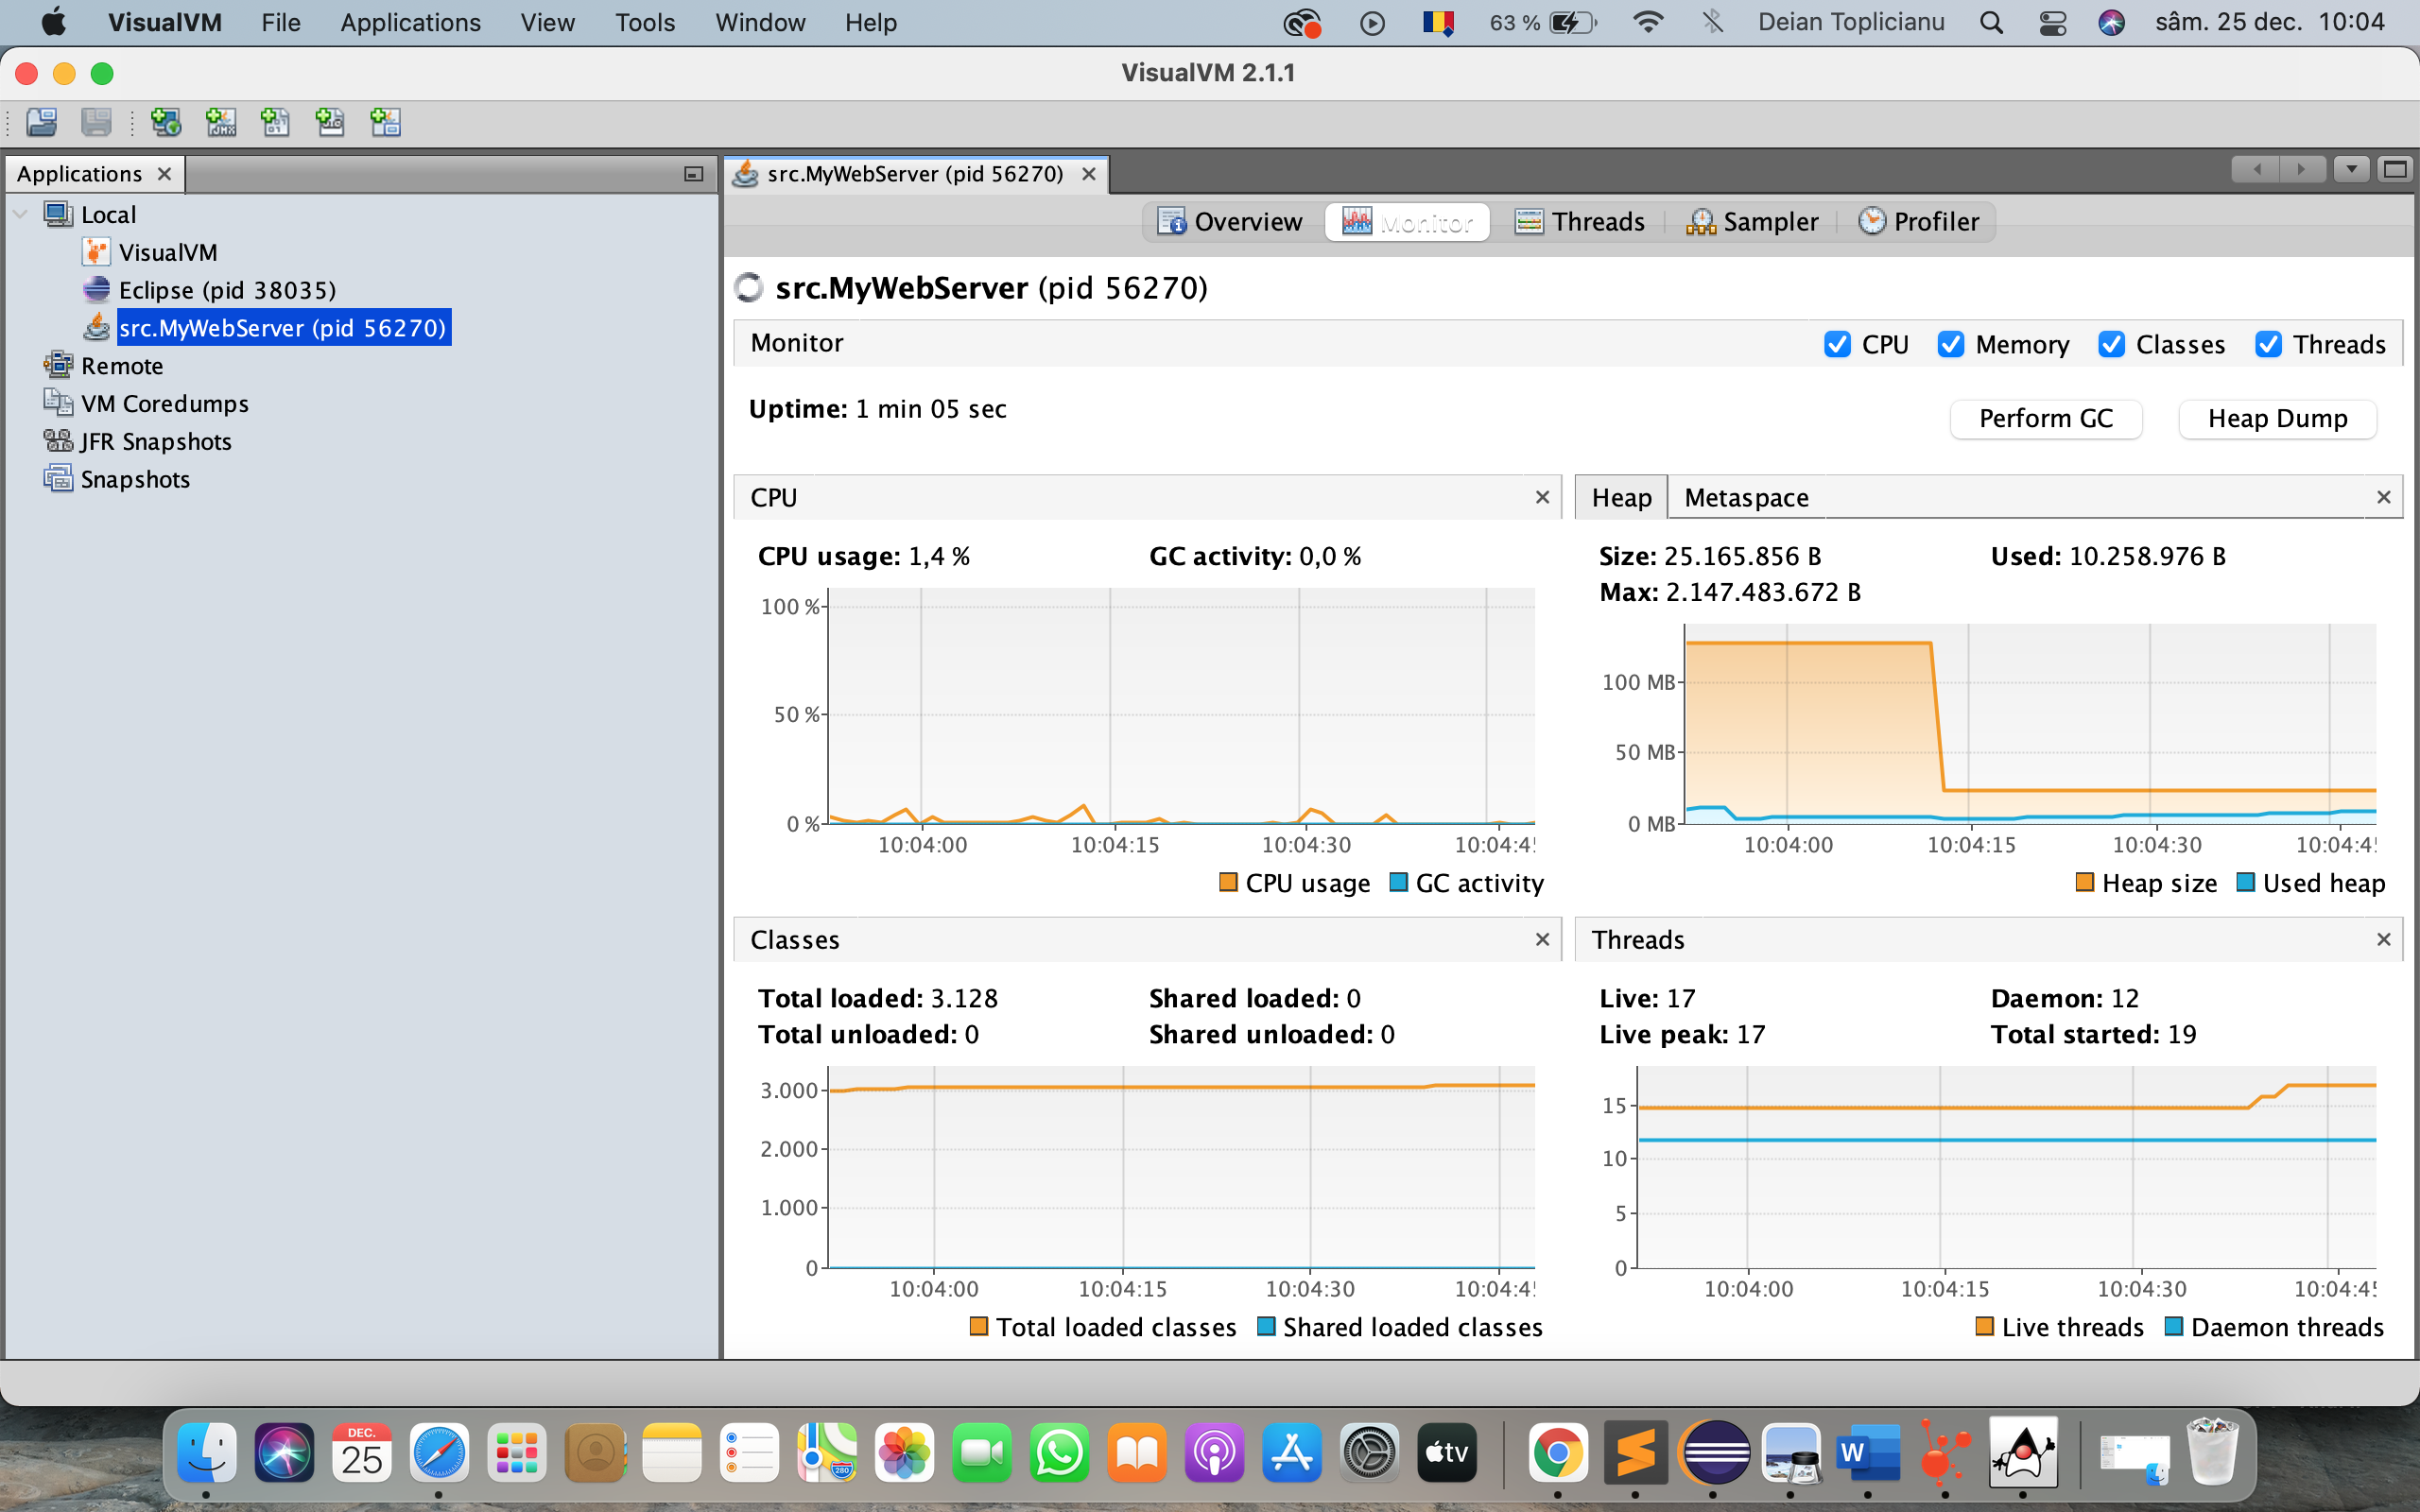 VisualVM File Applications View Tools Window Help 63 % Deian Toplicianu sâm. 25 dec. 10:04
VisualVM 2.1.1
JMX
Applications
src.MyWebServer (pid 56270)
Local
VisualVM
Eclipse (pid 38035)
src.MyWebServer (pid 56270)
Remote
VM Coredumps
JFR Snapshots
Snapshots
Overview Monitor Threads Sampler Profiler
src.MyWebServer (pid 56270)
Monitor CPU Memory Classes Threads
Uptime: 1 min 05 sec
Perform GC Heap Dump
CPU
CPU usage: 1,4 % GC activity: 0,0 %
100 %
50 %
0 %
10:04:00 10:04:15 10:04:30 10:04:4
CPU usage GC activity
Heap Metaspace
Size: 25.165.856 B Used: 10.258.976 B
Max: 2.147.483.672 B
100 MB
50 MB
0 MB
10:04:00 10:04:15 10:04:30 10:04:4
Heap size Used heap
Classes
Total loaded: 3.128 Shared loaded: 0
Total unloaded: 0 Shared unloaded: 0
3.000
2.000
1.000
0
10:04:00 10:04:15 10:04:30 10:04:4
Total loaded classes Shared loaded classes
Threads
Live: 17 Daemon: 12
Live peak: 17 Total started: 19
15
10
5
0
10:04:00 10:04:15 10:04:30 10:04:4
Live threads Daemon threads
DEC.
25
280
tv
W